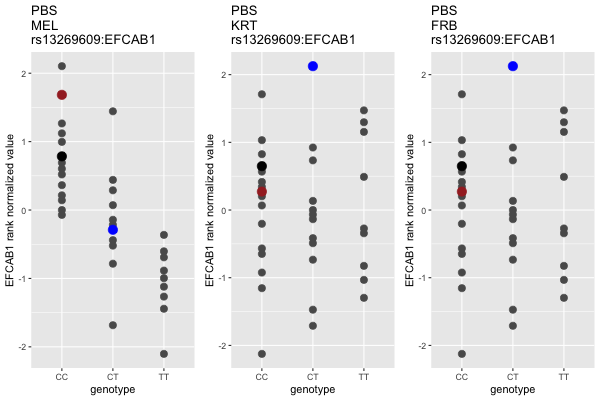 PBS
MEL
rs13269609:EFCAB1
EFCAB1 rank normalized value
2
1
0
-1
-2
CC CT TT
genotype
PBS
KRT
rs13269609:EFCAB1
EFCAB1 rank normalized value
2
1
0
-1
-2
CC CT TT
genotype
PBS
FRB
rs13269609:EFCAB1
EFCAB1 rank normalized value
2
1
0
-1
-2
CC CT TT
genotype